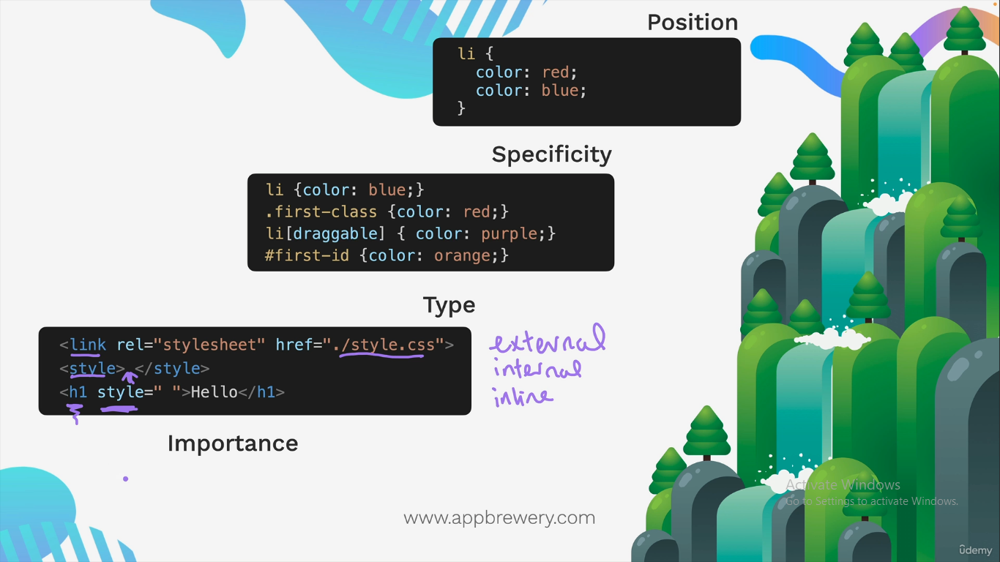 Position
li {
color: red;
color: blue;
}
Specificity
li {color: blue;}
.first-class {color: red;}
li[draggable] { color: purple;}
#first-id {color: orange;}
Type
<link rel="stylesheet" href="./style.css">
<style> </style>
<h1 style=" ">Hello</h1>
external
internal
inline
Importance
Activate Windows
Go to Settings to activate Windows.
www.appbrewery.com
ûdemy